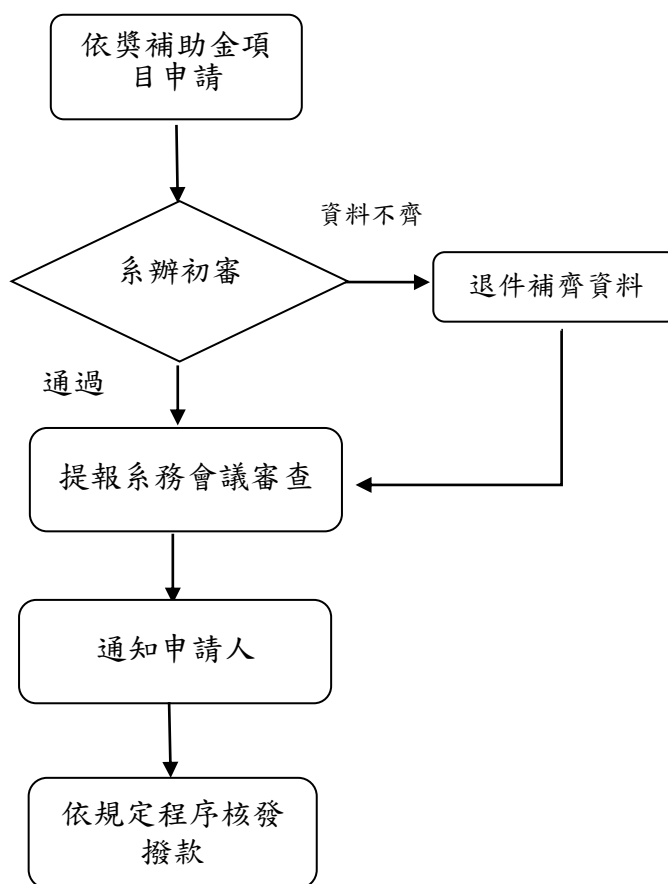 依獎補助金項
目申請
資料不齊
系辦初審
退件補齊資料
通過
提報系務會議審查
通知申請人
依規定程序核發
撥款